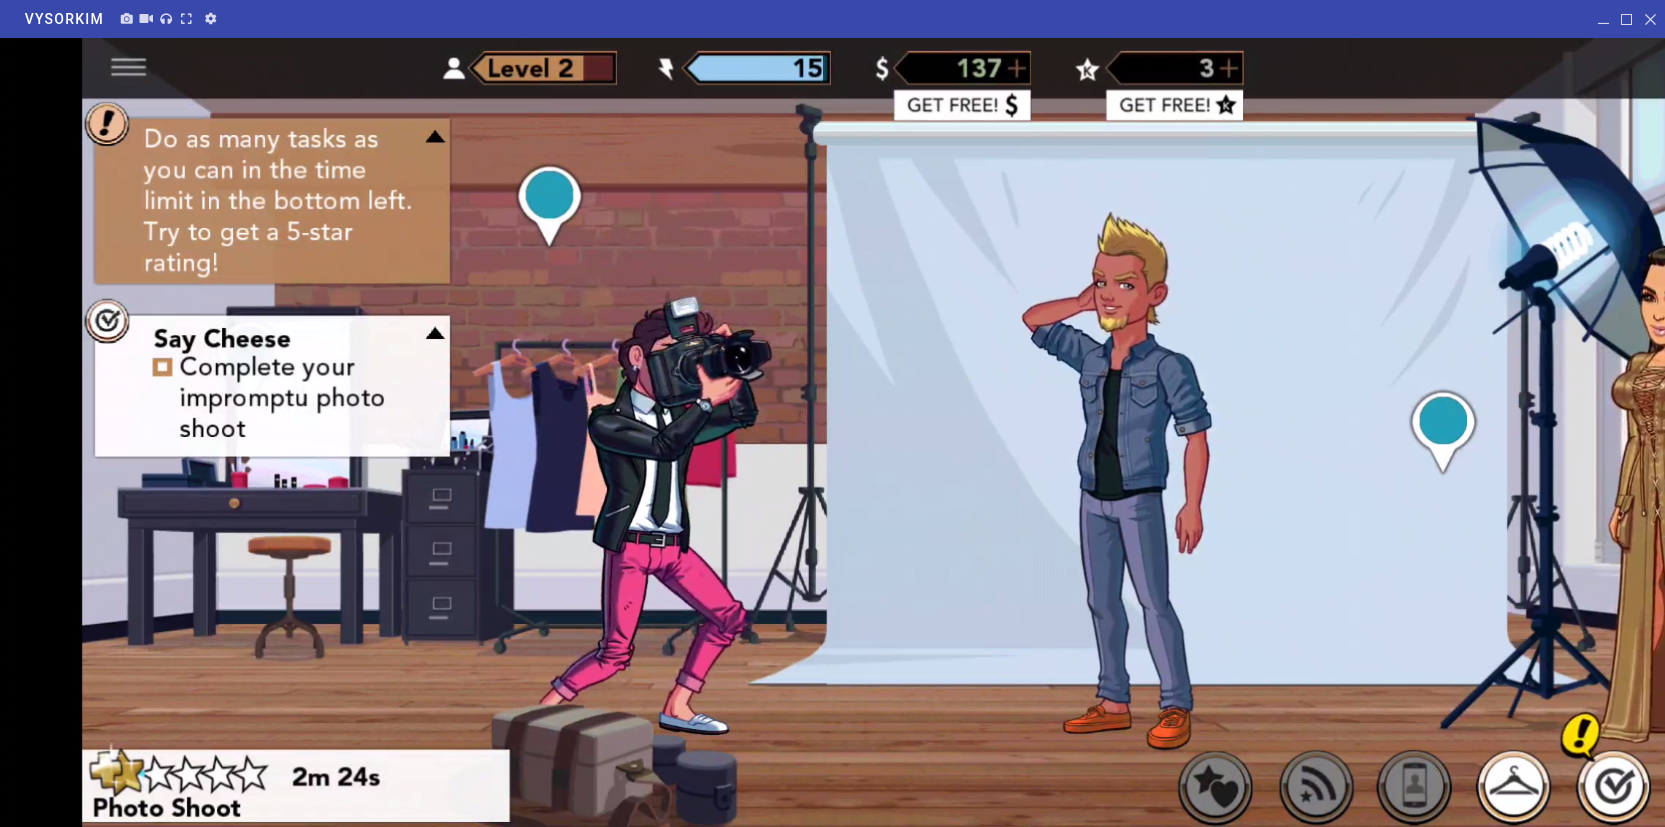 VYSORKIM
Level 2
15
137
3
GET FREE! $
GET FREE! K
Do as many tasks as
you can in the time
limit in the bottom left.
Try to get a 5-star
rating!
Say Cheese
Complete your
impromptu photo
shoot
2m 24s
Photo Shoot